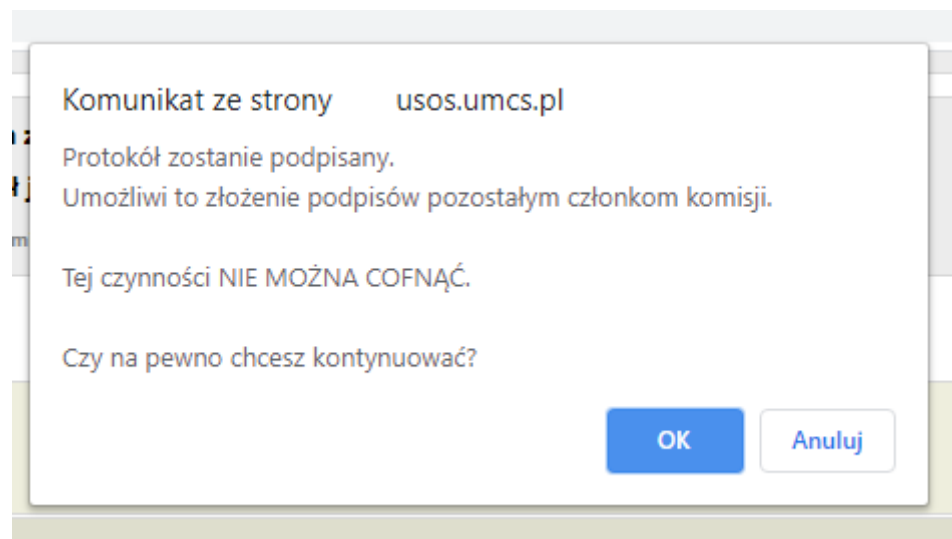 Komunikat ze strony usos.umcs.pl
Protokół zostanie podpisany.
Umożliwi to złożenie podpisów pozostałym członkom komisji.
Tej czynności NIE MOŻNA COFNĄĆ.
Czy na pewno chcesz kontynuować?
OK Anuluj